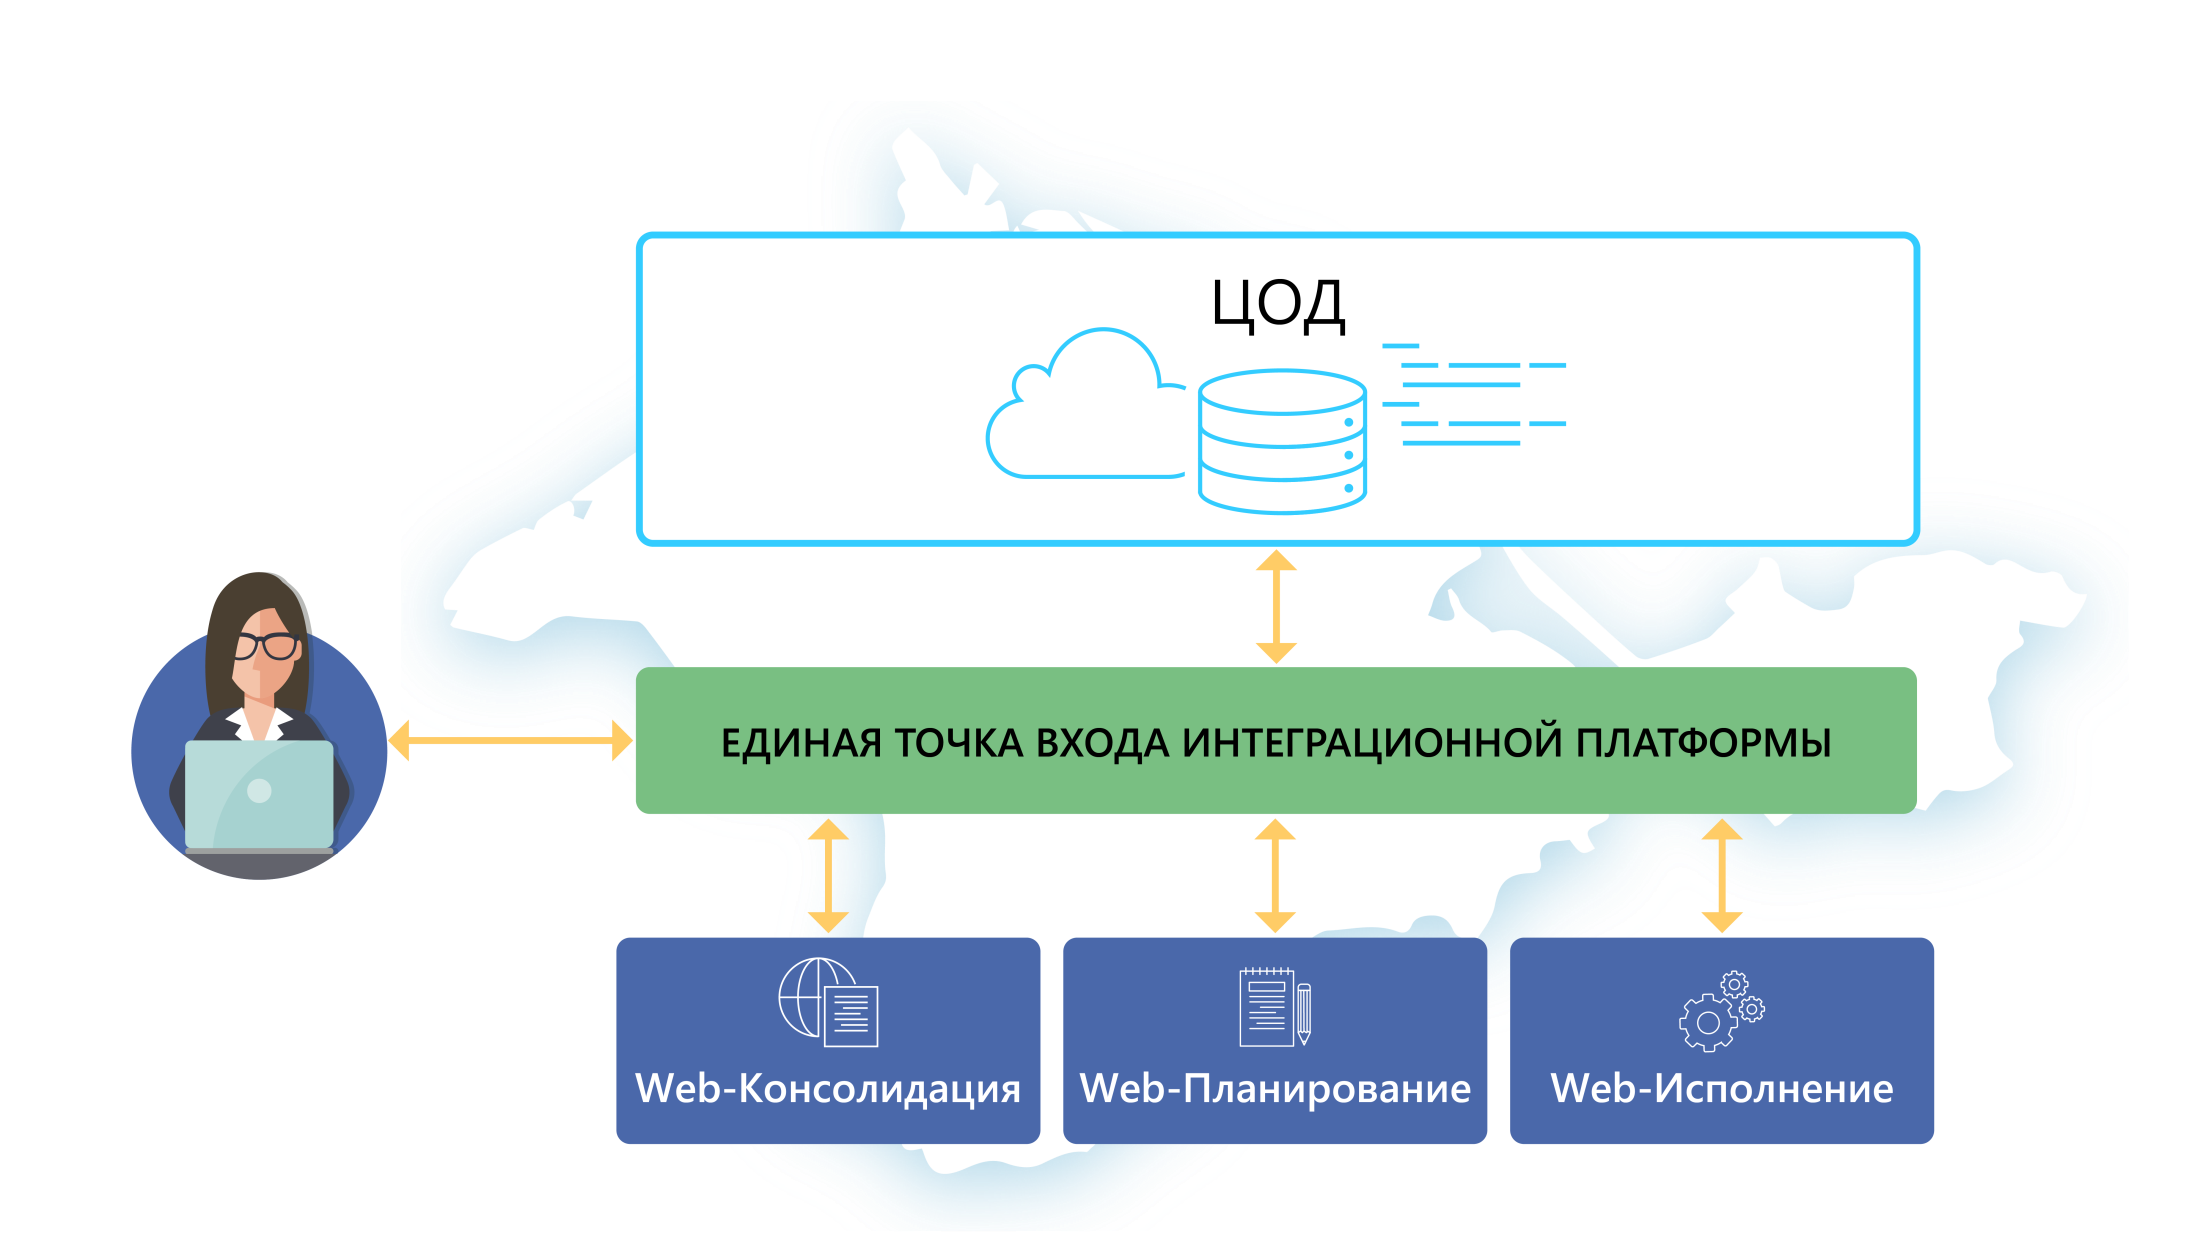 ЦОД
ЕДИНАЯ ТОЧКА ВХОДА ИНТЕГРАЦИОННОЙ ПЛАТФОРМЫ
Web-Консолидация
Web-Планирование
Web-Исполнение